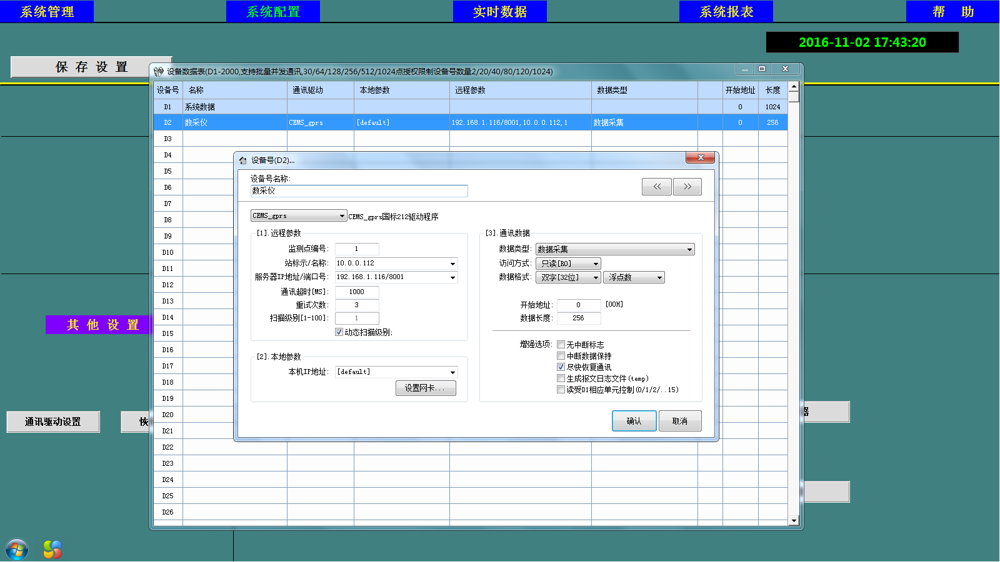 系统管理 系统配置 实时数据 系统报表 帮 助
2016-11-02 17:43:20
保 存 设 置
设备数据表(D1-2000,支持批量并发通讯,30/64/128/256/512/1024点授权限制设备号数量2/20/40/80/120/1024)
设备号 名称 通讯驱动 本地参数 远程参数 数据类型 开始地址 长度
D1 系统数据 0 1024
D2 数采仪 CEMS_gprs [default] 192.168.1.116/8001,10.0.0.112,1 数据采集 0 256
D3
D4
D5
D6
D7
D8
D9
D10
D11
D12
D13
D14
D15
D16
D17
D18
D19
D20
D21
D22
D23
D24
D25
D26
设备号(D2)...
设备号名称:
数采仪
<< >>
CEMS_gprs CEMS_gprs国标212驱动程序
[1].远程参数
监测点编号: 1
站标示/名称: 10.0.0.112
服务器IP地址/端口号: 192.168.1.116/8001
通讯超时[MS]: 1000
重试次数: 3
扫描级别[1-100]: 1
动态扫描级别;
[2].本地参数
本机IP地址: [default]
设置网卡...
[3].通讯数据
数据类型: 数据采集
访问方式: 只读[RO]
数据格式: 双字[32位] 浮点数
开始地址: 0 [00H]
数据长度: 256
增强选项: 无中断标志
中断数据保持
尽快恢复通讯
生成报文日志文件(temp)
读受D1相应单元控制(0/1/2/..15)
确认 取消
其 他 设 置
通讯驱动设置 恢
器